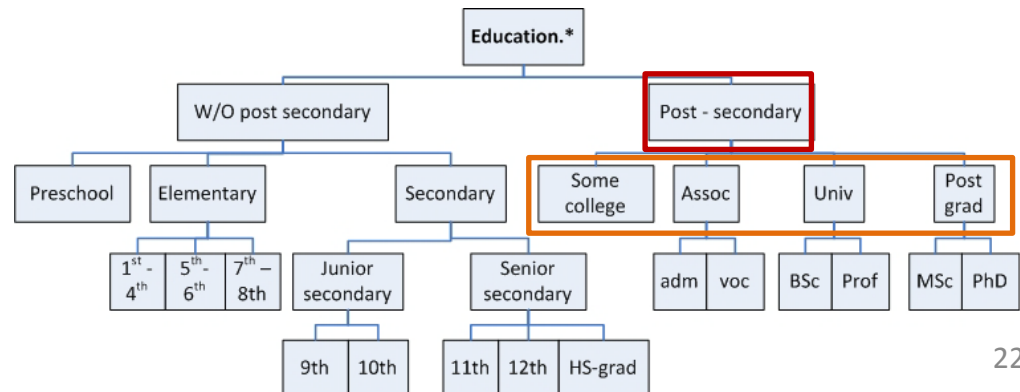 Education.*
W/O post secondary
Post - secondary
Preschool
Elementary
Secondary
Some
college
Assoc
Univ
Post
grad
1st -
4th
5th-
6th
7th –
8th
Junior
secondary
Senior
secondary
adm
voc
BSc
Prof
MSc
PhD
9th
10th
11th
12th
HS-grad
22